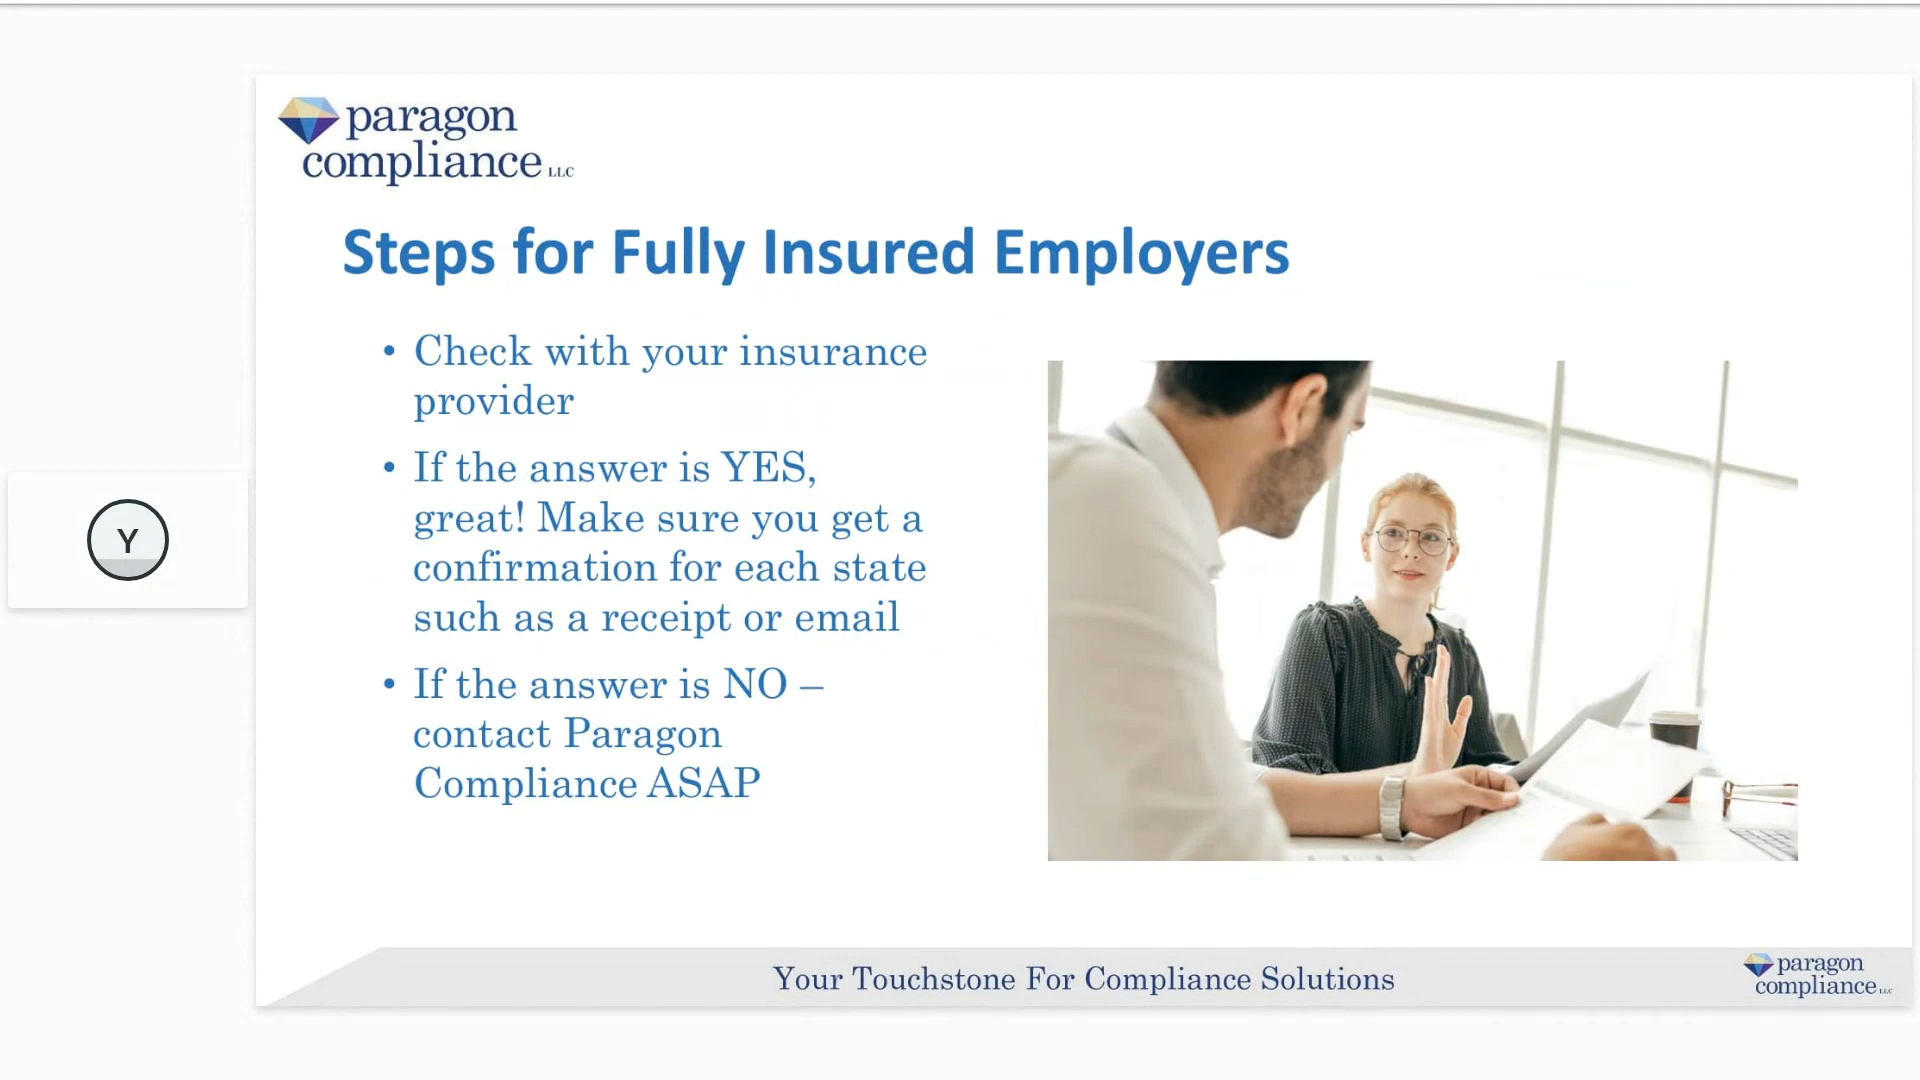 paragon
compliance LLC
Steps for Fully Insured Employers
• Check with your insurance
provider
• If the answer is YES,
great! Make sure you get a
confirmation for each state
such as a receipt or email
• If the answer is NO –
contact Paragon
Compliance ASAP
Y
Your Touchstone For Compliance Solutions
paragon
compliance LLC